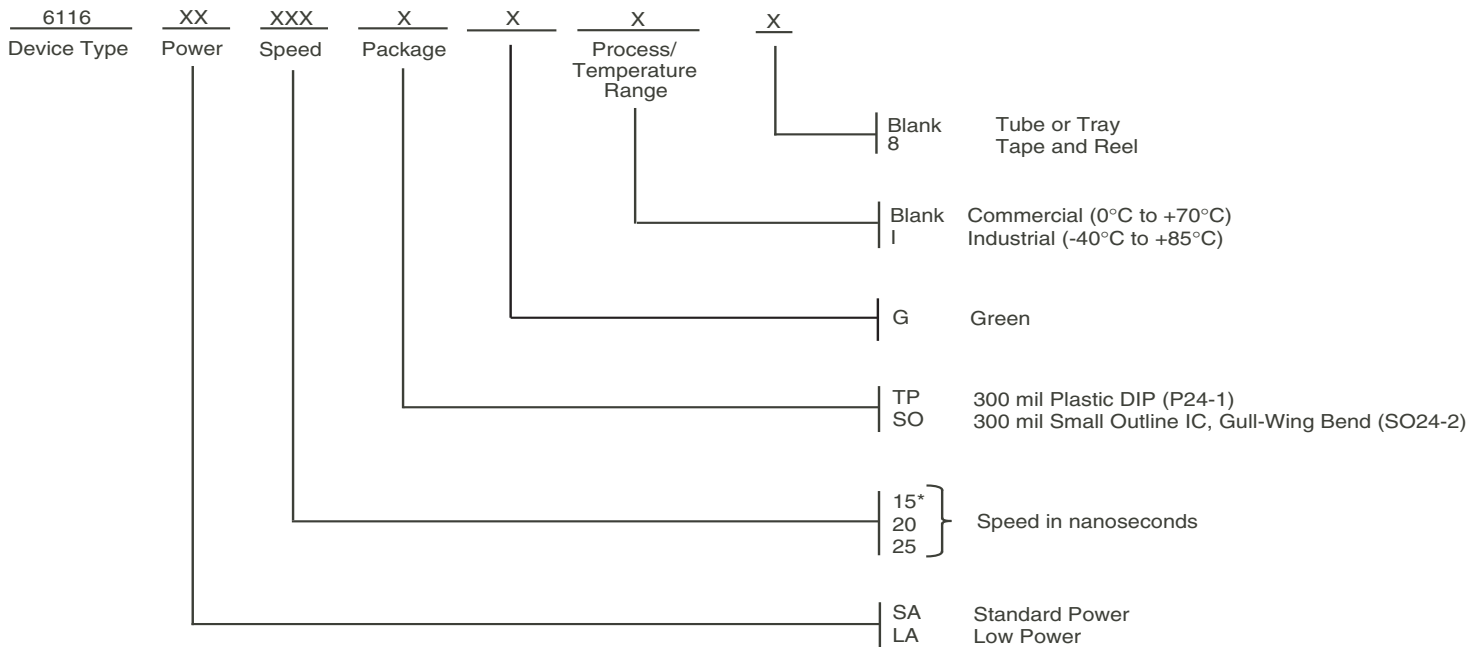 6116 XX XXX X X X X
Device Type Power Speed Package Process/
Temperature
Range
Blank Tube or Tray
8 Tape and Reel
Blank Commercial (0°C to +70°C)
I Industrial (-40°C to +85°C)
G Green
TP 300 mil Plastic DIP (P24-1)
SO 300 mil Small Outline IC, Gull-Wing Bend (SO24-2)
15*
20 Speed in nanoseconds
25
SA Standard Power
LA Low Power